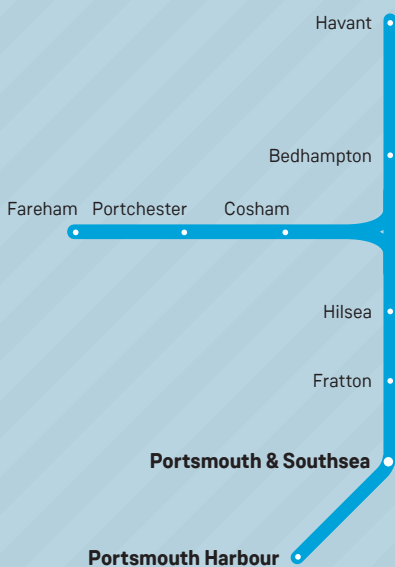 Havant
Bedhampton
Fareham Portchester Cosham
Hilsea
Fratton
Portsmouth & Southsea
Portsmouth Harbour